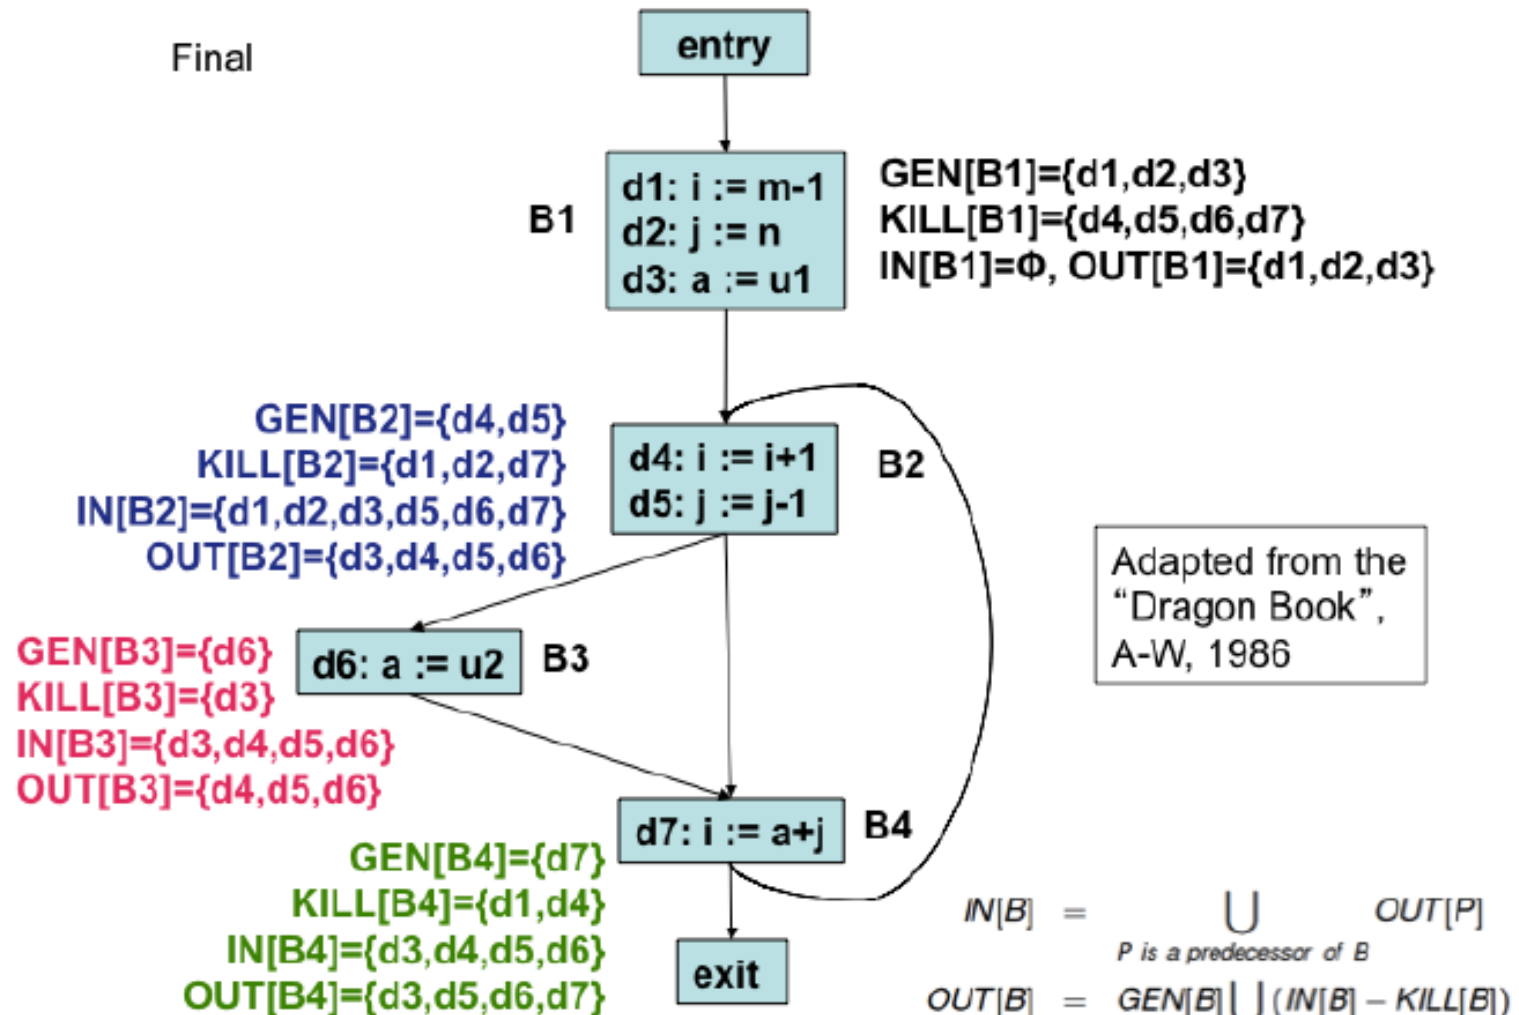 Final
entry
B1
d1: i := m-1
d2: j := n
d3: a := u1
GEN[B1]={d1,d2,d3}
KILL[B1]={d4,d5,d6,d7}
IN[B1]=Φ, OUT[B1]={d1,d2,d3}
GEN[B2]={d4,d5}
KILL[B2]={d1,d2,d7}
IN[B2]={d1,d2,d3,d5,d6,d7}
OUT[B2]={d3,d4,d5,d6}
d4: i := i+1
d5: j := j-1
B2
Adapted from the
“Dragon Book”,
A-W, 1986
GEN[B3]={d6}
KILL[B3]={d3}
IN[B3]={d3,d4,d5,d6}
OUT[B3]={d4,d5,d6}
d6: a := u2
B3
d7: i := a+j
B4
GEN[B4]={d7}
KILL[B4]={d1,d4}
IN[B4]={d3,d4,d5,d6}
OUT[B4]={d3,d5,d6,d7}
exit
IN[B] = ⋃ OUT[P]
P is a predecessor of B
OUT[B] = GEN[B] ⋃ (IN[B] − KILL[B])